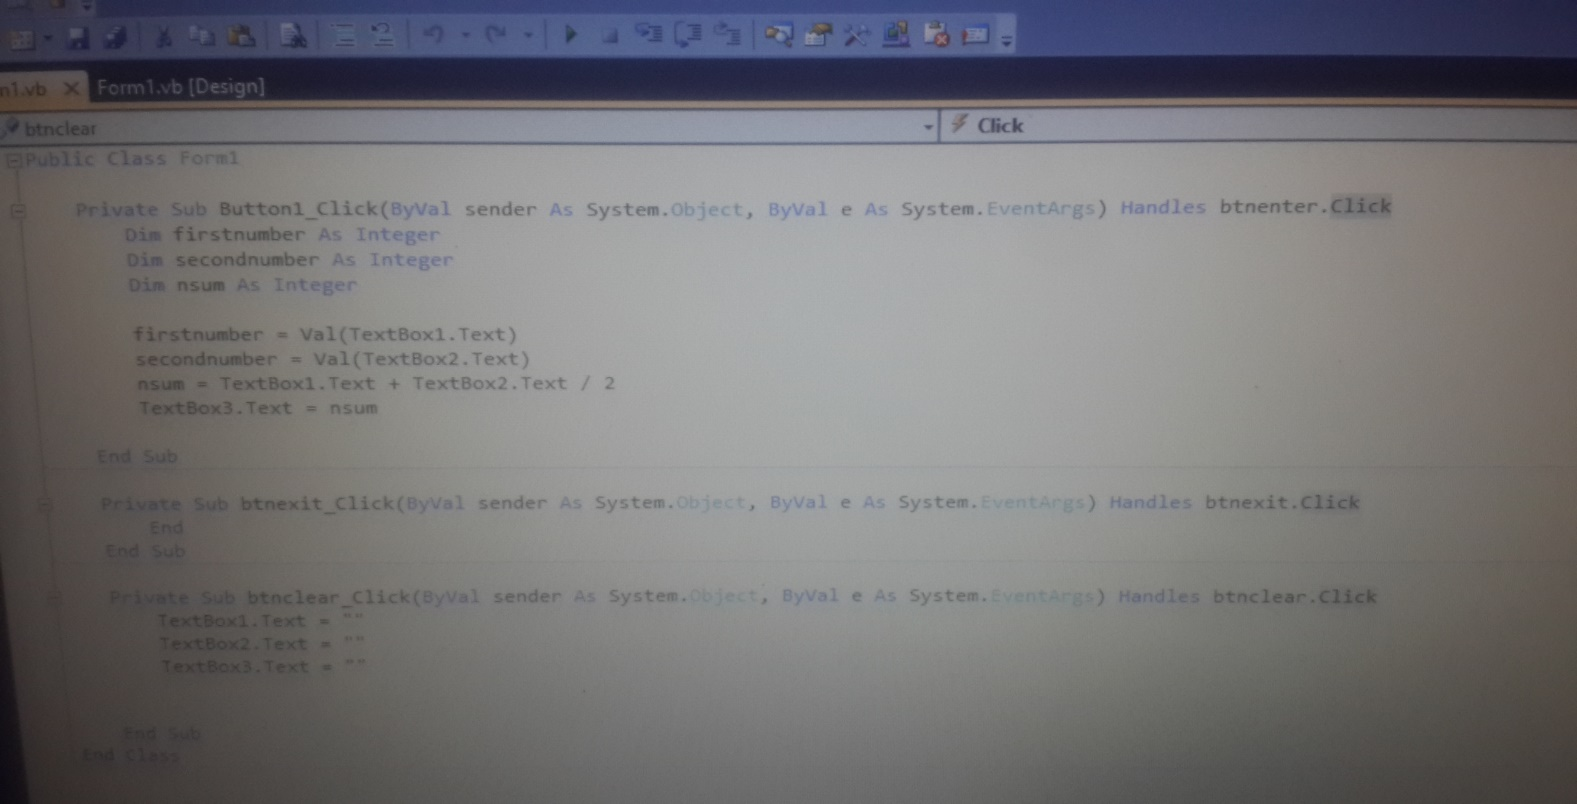 n1.vb Form1.vb [Design]
btnclear Click
Public Class Form1
Private Sub Button1_Click(ByVal sender As System.Object, ByVal e As System.EventArgs) Handles btnenter.Click
Dim firstnumber As Integer
Dim secondnumber As Integer
Dim nsum As Integer
firstnumber = Val(TextBox1.Text)
secondnumber = Val(TextBox2.Text)
nsum = TextBox1.Text + TextBox2.Text / 2
TextBox3.Text = nsum
End Sub
Private Sub btnexit_Click(ByVal sender As System.Object, ByVal e As System.EventArgs) Handles btnexit.Click
End
End Sub
Private Sub btnclear_Click(ByVal sender As System.Object, ByVal e As System.EventArgs) Handles btnclear.Click
TextBox1.Text = ""
TextBox2.Text = ""
TextBox3.Text = ""
End Sub
End Class